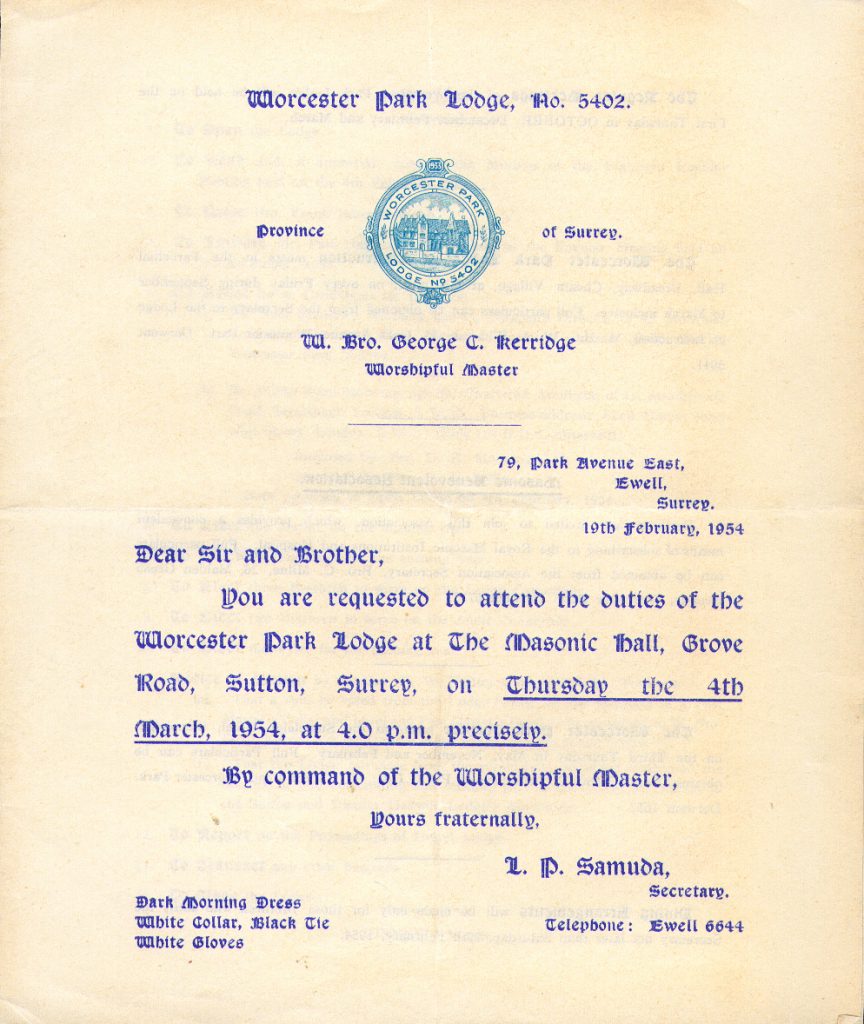 Worcester Park Lodge, No. 5402.
1933
WORCESTER PARK
LODGE Nº 5402
Province of Surrey.
W. Bro. George C. Kerridge
Worshipful Master
79, Park Avenue East,
Ewell,
Surrey.
19th February, 1954
Dear Sir and Brother,
You are requested to attend the duties of the
Worcester Park Lodge at The Masonic Hall, Grove
Road, Sutton, Surrey, on Thursday the 4th
March, 1954, at 4.0 p.m. precisely.
By command of the Worshipful Master,
Yours fraternally,
L. P. Samuda,
Secretary.
Dark Morning Dress
White Collar, Black Tie
White Gloves
Telephone: Ewell 6644